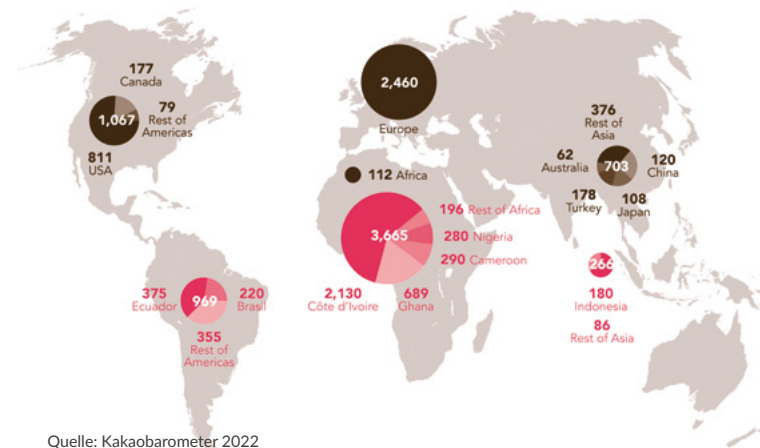 177
Canada
1,067
79
Rest of
Americas
811
USA
2,460
Europe
112 Africa
376
Rest of
Asia
62
Australia
703
120
China
178
Turkey
108
Japan
3,665
196 Rest of Africa
280 Nigeria
290 Cameroon
2,130
Côte d'Ivoire
689
Ghana
375
Ecuador
969
220
Brasil
355
Rest of
Americas
266
180
Indonesia
86
Rest of Asia
Quelle: Kakaobarometer 2022